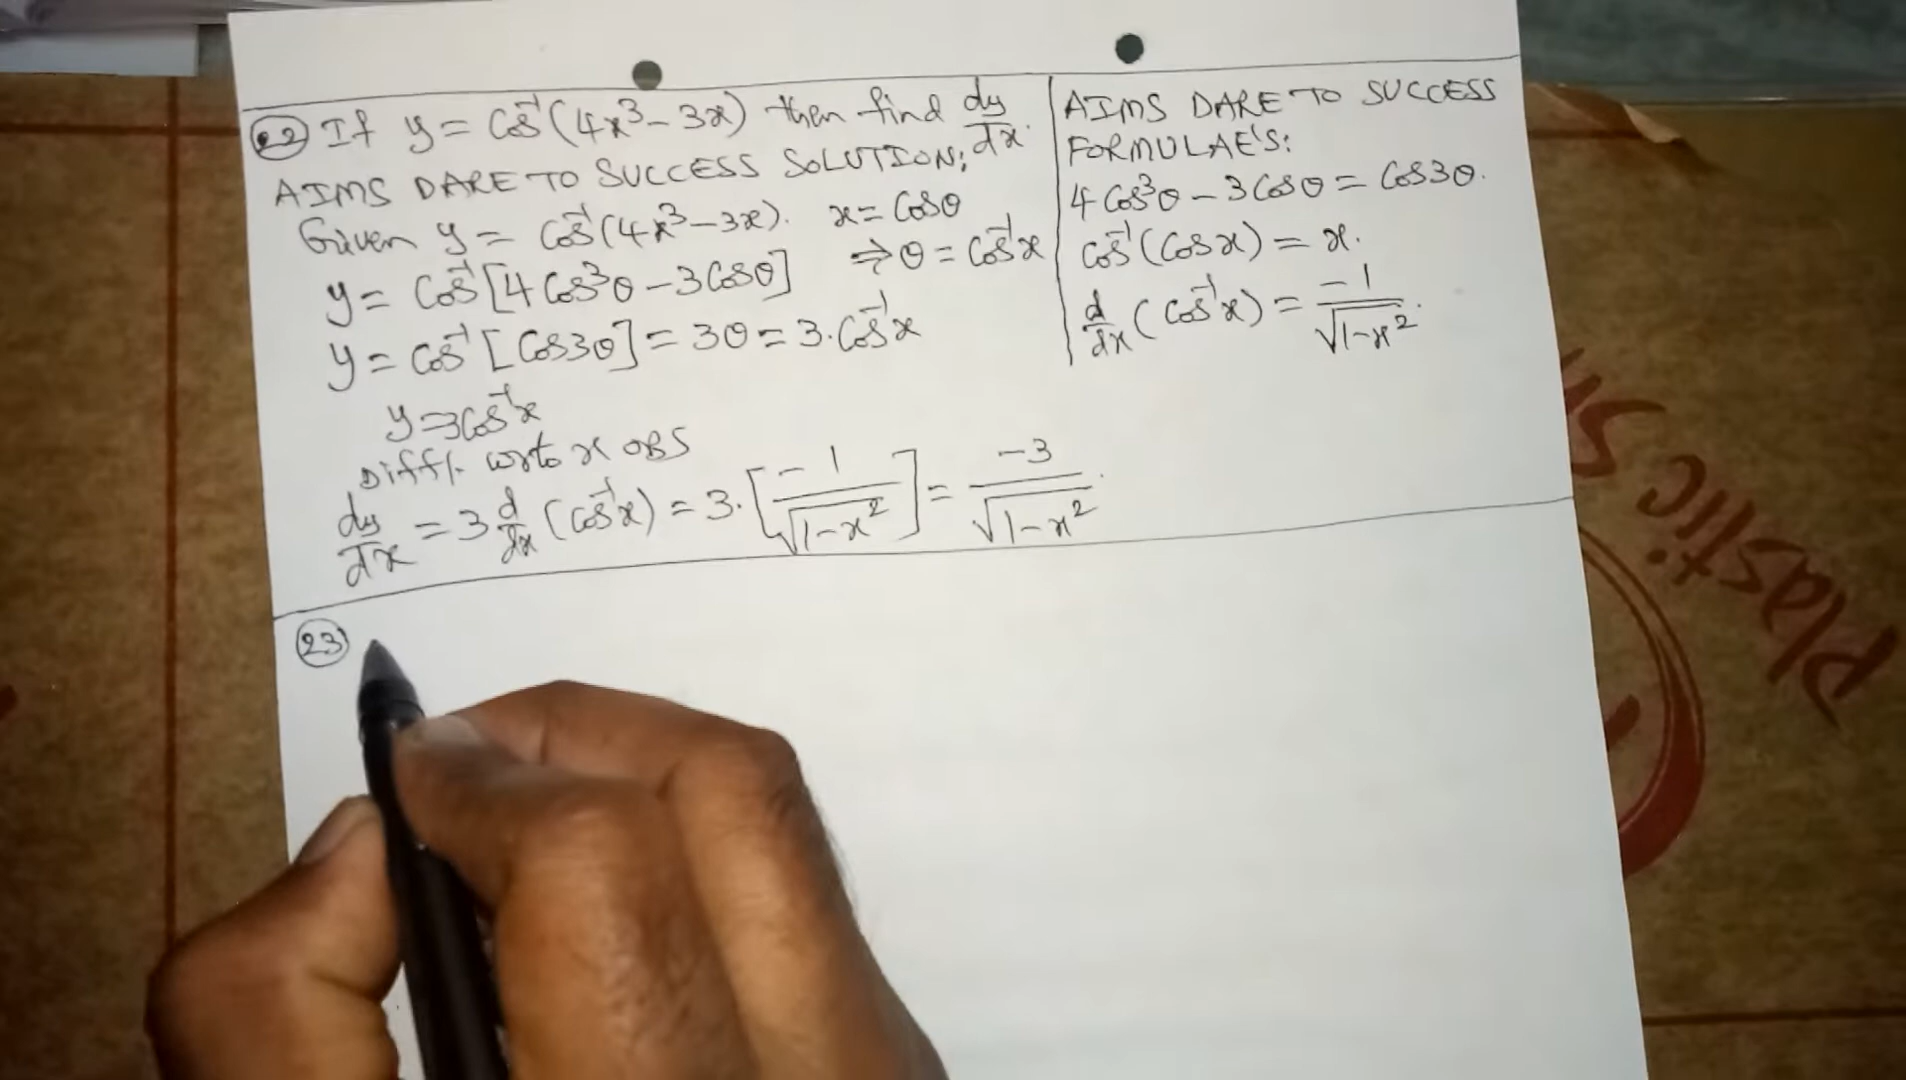 22 If y = Cos⁻¹(4x³ – 3x) then find dy/dx.
AIMS DARE TO SUCCESS SOLUTION;
Given y = Cos⁻¹(4x³ – 3x). x = Cosθ
y = Cos⁻¹[4Cos³θ – 3Cosθ] ⇒ θ = Cos⁻¹x
y = Cos⁻¹[Cos3θ] = 3θ = 3.Cos⁻¹x
y = 3Cos⁻¹x
Diff/. w.r.to x OBS
dy/dx = 3 d/dx (Cos⁻¹x) = 3.[–1/√(1–x²)] = –3/√(1–x²).
AIMS DARE TO SUCCESS
FORMULAE'S:
4Cos³θ – 3Cosθ = Cos3θ.
Cos⁻¹(Cosx) = x.
d/dx (Cos⁻¹x) = –1/√(1–x²).
23
Plastic Su